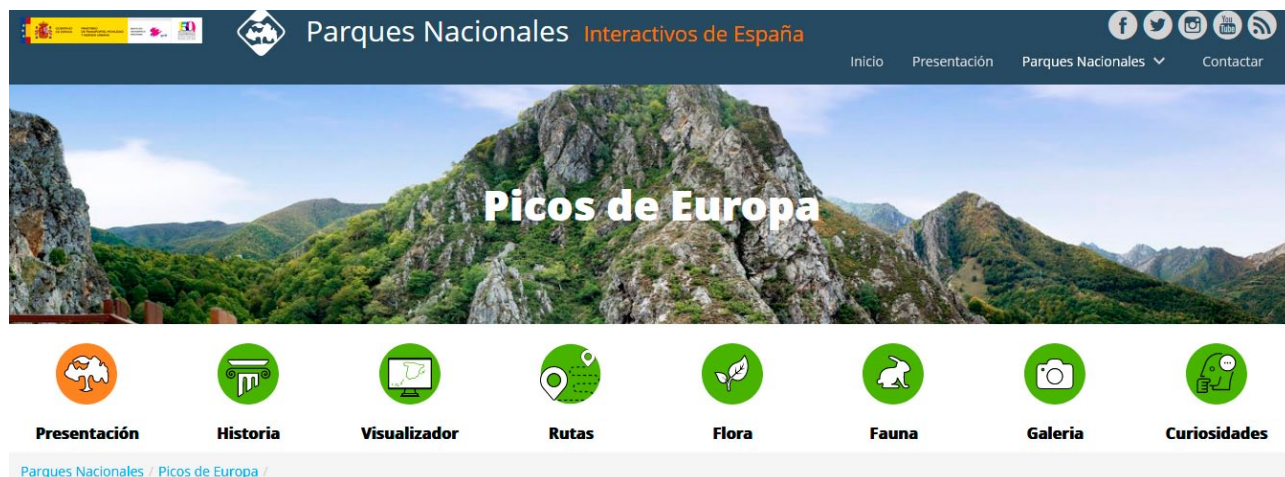 Parques Nacionales Interactivos de España
Inicio Presentación Parques Nacionales Contactar
Picos de Europa
Presentación Historia Visualizador Rutas Flora Fauna Galeria Curiosidades
Parques Nacionales / Picos de Europa /